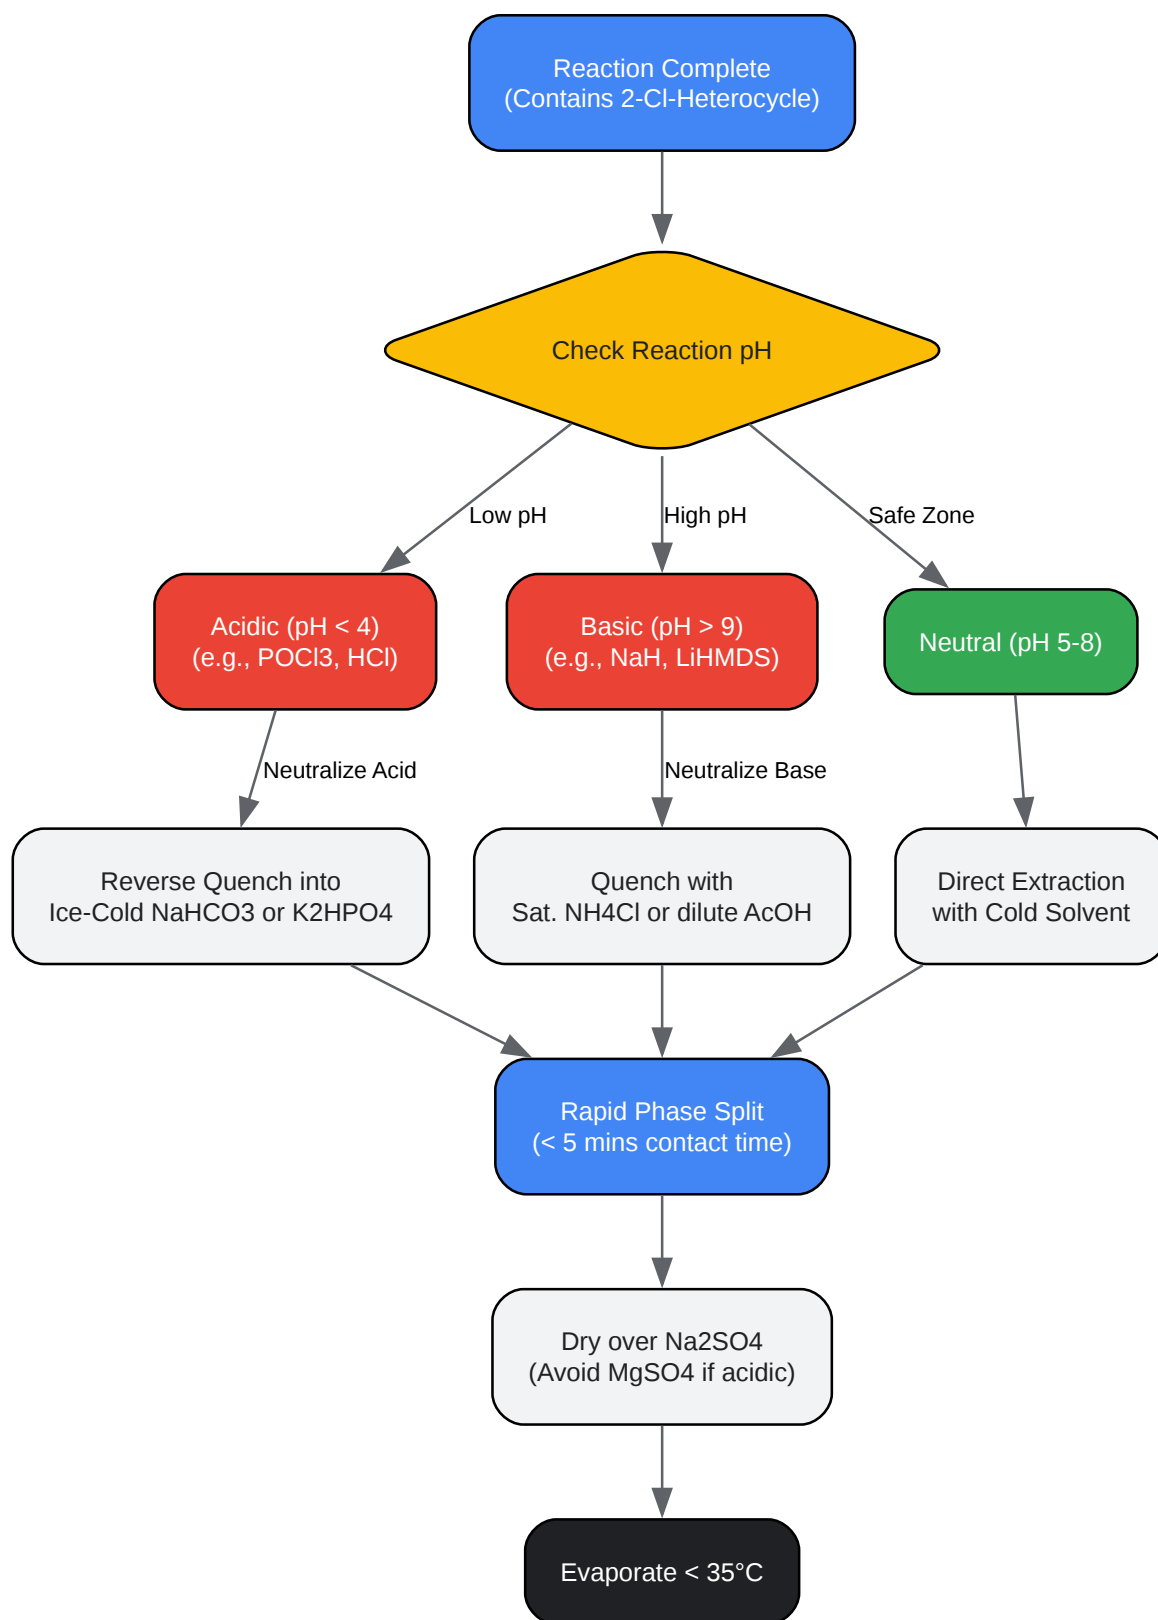 Reaction Complete
(Contains 2-Cl-Heterocycle)
Check Reaction pH
Low pH
High pH
Safe Zone
Acidic (pH < 4)
(e.g., POCl3, HCl)
Basic (pH > 9)
(e.g., NaH, LiHMDS)
Neutral (pH 5-8)
Neutralize Acid
Neutralize Base
Reverse Quench into
Ice-Cold NaHCO3 or K2HPO4
Quench with
Sat. NH4Cl or dilute AcOH
Direct Extraction
with Cold Solvent
Rapid Phase Split
(< 5 mins contact time)
Dry over Na2SO4
(Avoid MgSO4 if acidic)
Evaporate < 35°C